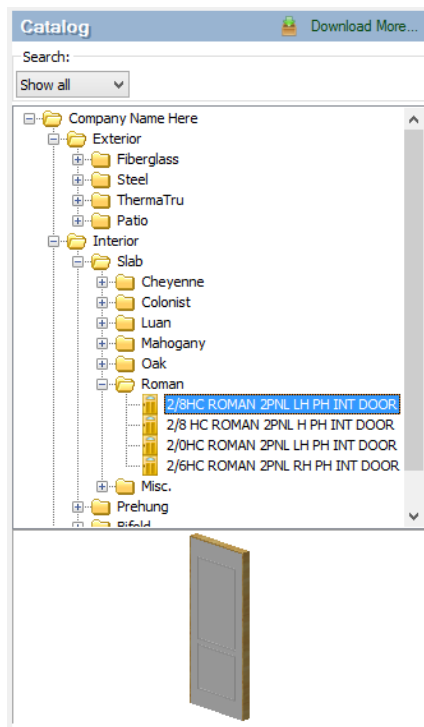 Catalog
Download More...
Search:
Show all
Company Name Here
Exterior
Fiberglass
Steel
ThermaTru
Patio
Interior
Slab
Cheyenne
Colonist
Luan
Mahogany
Oak
Roman
2/8HC ROMAN 2PNL LH PH INT DOOR
2/8 HC ROMAN 2PNL H PH INT DOOR
2/0HC ROMAN 2PNL LH PH INT DOOR
2/6HC ROMAN 2PNL RH PH INT DOOR
Misc.
Prehung
Bifold